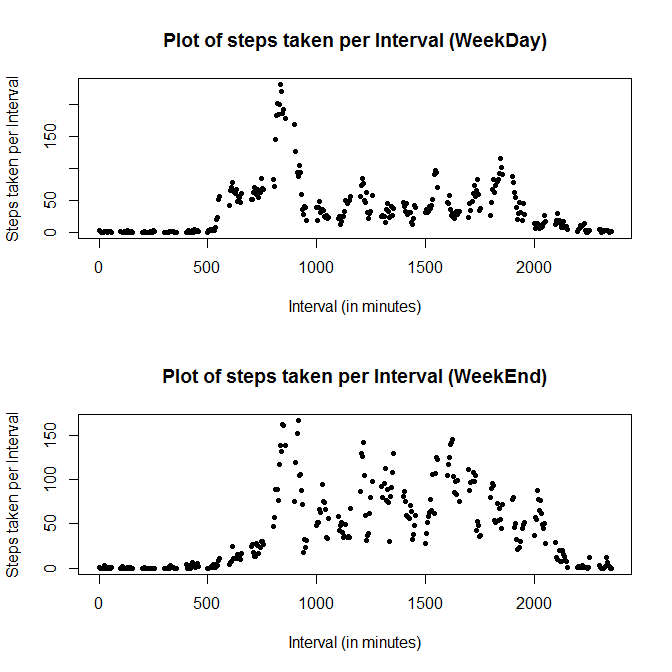 Plot of steps taken per Interval (WeekDay)
Steps taken per Interval
150
50
0
0 500 1000 1500 2000
Interval (in minutes)
Plot of steps taken per Interval (WeekEnd)
Steps taken per Interval
150
100
50
0
0 500 1000 1500 2000
Interval (in minutes)